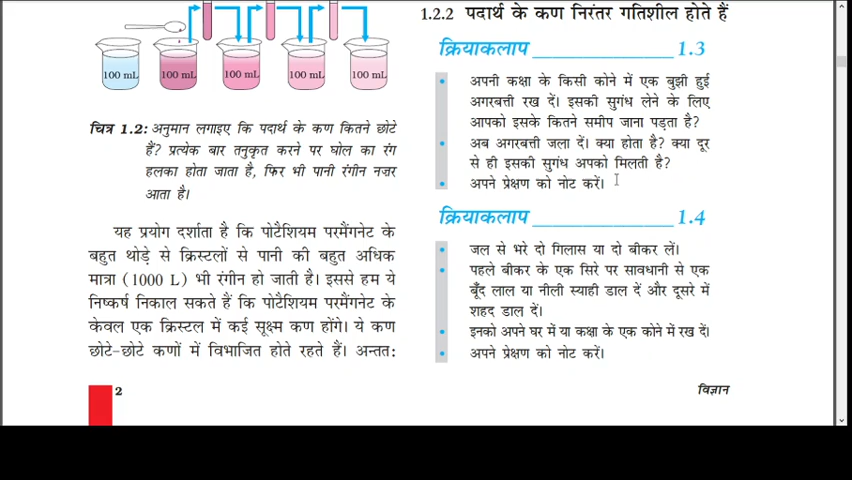 100 mL 100 mL 100 mL 100 mL 100 mL
चित्र 1.2: अनुमान लगाइए कि पदार्थ के कण कितने छोटे
हैं? प्रत्येक बार तनुकृत करने पर घोल का रंग
हलका होता जाता है, फिर भी पानी रंगीन नज़र
आता है।
यह प्रयोग दर्शाता है कि पोटैशियम परमैंगनेट के
बहुत थोड़े से क्रिस्टलों से पानी की बहुत अधिक
मात्रा (1000 L) भी रंगीन हो जाती है। इससे हम ये
निष्कर्ष निकाल सकते हैं कि पोटैशियम परमैंगनेट के
केवल एक क्रिस्टल में कई सूक्ष्म कण होंगे। ये कण
छोटे-छोटे कणों में विभाजित होते रहते हैं। अन्ततः
2
1.2.2 पदार्थ के कण निरंतर गतिशील होते हैं
क्रियाकलाप ______________ 1.3
• अपनी कक्षा के किसी कोने में एक बुझी हुई
अगरबत्ती रख दें। इसकी सुगंध लेने के लिए
आपको इसके कितने समीप जाना पड़ता है?
• अब अगरबत्ती जला दें। क्या होता है? क्या दूर
से ही इसकी सुगंध अपको मिलती है?
• अपने प्रेक्षण को नोट करें।
क्रियाकलाप ______________ 1.4
• जल से भरे दो गिलास या दो बीकर लें।
• पहले बीकर के एक सिरे पर सावधानी से एक
बूँद लाल या नीली स्याही डाल दें और दूसरे में
शहद डाल दें।
• इनको अपने घर में या कक्षा के एक कोने में रख दें।
• अपने प्रेक्षण को नोट करें।
विज्ञान